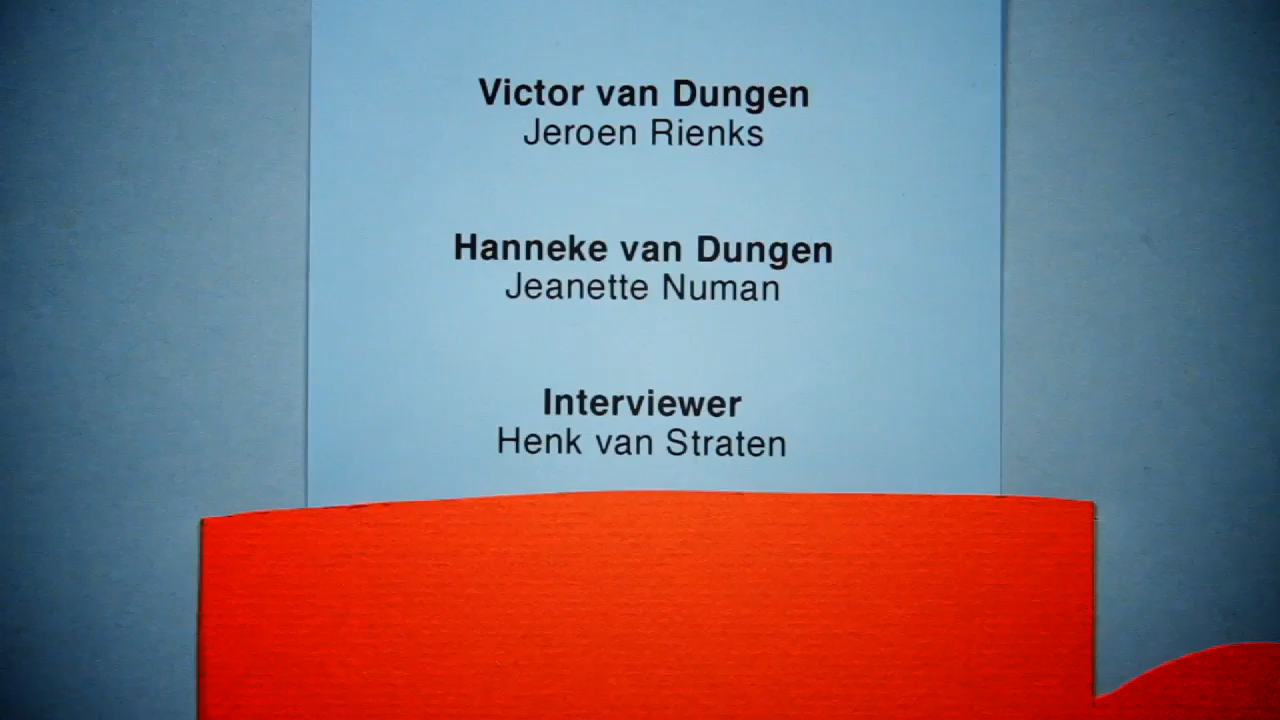 Victor van Dungen
Jeroen Rienks
Hanneke van Dungen
Jeanette Numan
Interviewer
Henk van Straten